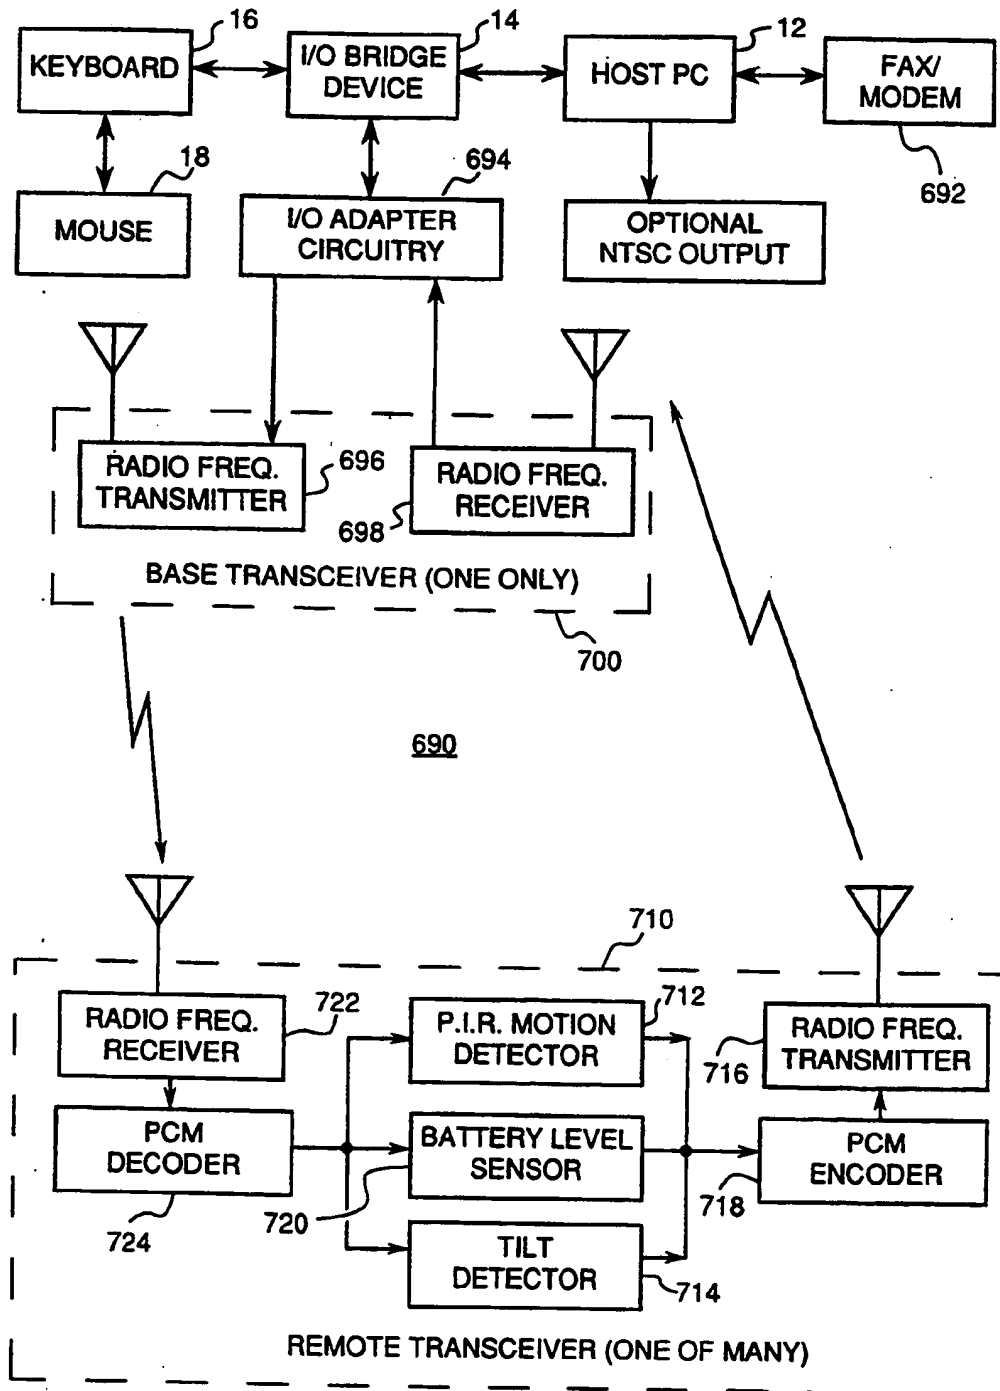 16
14
12
KEYBOARD
I/O BRIDGE
DEVICE
HOST PC
FAX/
MODEM
18
694
692
MOUSE
I/O ADAPTER
CIRCUITRY
OPTIONAL
NTSC OUTPUT
RADIO FREQ.
TRANSMITTER
696
698
RADIO FREQ.
RECEIVER
BASE TRANSCEIVER (ONE ONLY)
700
690
710
RADIO FREQ.
RECEIVER
722
P.I.R. MOTION
DETECTOR
712
716
RADIO FREQ.
TRANSMITTER
PCM
DECODER
724
BATTERY LEVEL
SENSOR
720
718
PCM
ENCODER
TILT
DETECTOR
714
REMOTE TRANSCEIVER (ONE OF MANY)